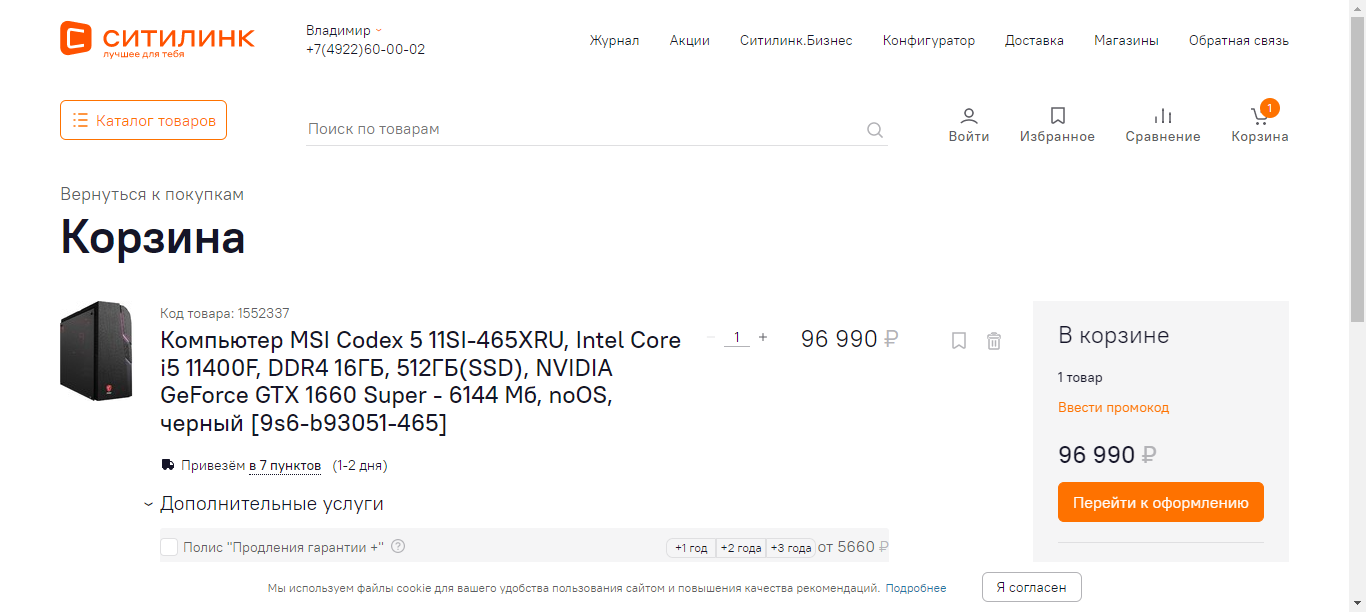 СИТИЛИНК
лучшее для тебя
Владимир
+7(4922)60-00-02
Журнал
Акции
Ситилинк.Бизнес
Конфигуратор
Доставка
Магазины
Обратная связь
Каталог товаров
Поиск по товарам
Войти
Избранное
Сравнение
1
Корзина
Вернуться к покупкам
Корзина
Код товара: 1552337
Компьютер MSI Codex 5 11SI-465XRU, Intel Core
i5 11400F, DDR4 16ГБ, 512ГБ(SSD), NVIDIA
GeForce GTX 1660 Super - 6144 Мб, noOS,
черный [9s6-b93051-465]
− 1 +
96 990 ₽
Привезём в 7 пунктов (1-2 дня)
Дополнительные услуги
Полис "Продления гарантии +" ?
+1 год
+2 года
+3 года
от 5660 ₽
В корзине
1 товар
Ввести промокод
96 990 ₽
Перейти к оформлению
Мы используем файлы cookie для вашего удобства пользования сайтом и повышения качества рекомендаций. Подробнее
Я согласен